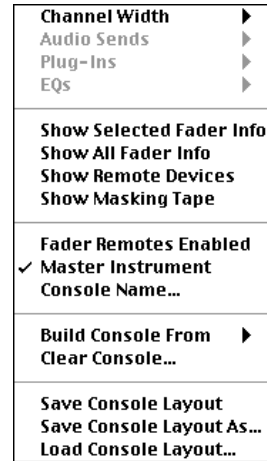 Channel Width
Audio Sends
Plug-Ins
EQs
Show Selected Fader Info
Show All Fader Info
Show Remote Devices
Show Masking Tape
Fader Remotes Enabled
✓ Master Instrument
Console Name...
Build Console From
Clear Console...
Save Console Layout
Save Console Layout As...
Load Console Layout...